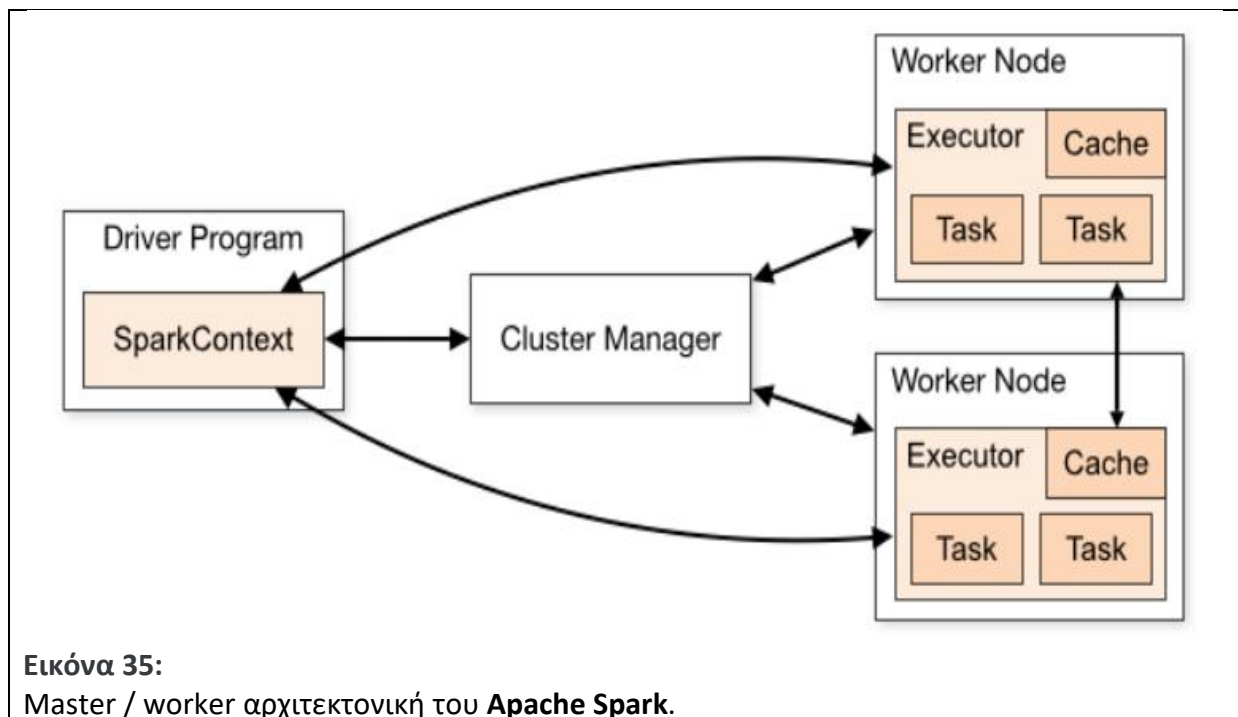 Driver Program
SparkContext
Cluster Manager
Worker Node
Executor
Cache
Task
Task
Worker Node
Executor
Cache
Task
Task
Εικόνα 35:
Master / worker αρχιτεκτονική του Apache Spark.